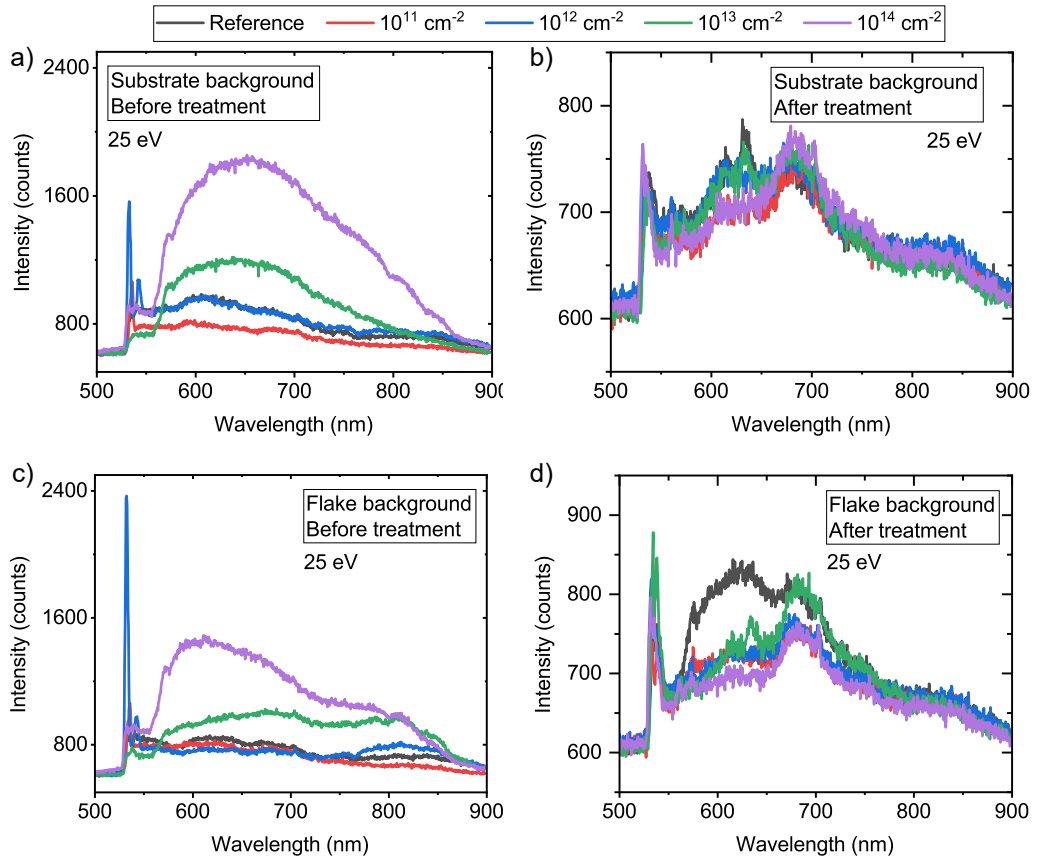 Reference 10¹¹ cm⁻² 10¹² cm⁻² 10¹³ cm⁻² 10¹⁴ cm⁻²
a)
Substrate background
Before treatment
25 eV
2400
1600
800
Intensity (counts)
500 600 700 800 900
Wavelength (nm)
b)
Substrate background
After treatment
25 eV
800
700
600
Intensity (counts)
500 600 700 800 900
Wavelength (nm)
c)
Flake background
Before treatment
25 eV
2400
1600
800
Intensity (counts)
500 600 700 800 900
Wavelength (nm)
d)
Flake background
After treatment
25 eV
900
800
700
600
Intensity (counts)
500 600 700 800 900
Wavelength (nm)